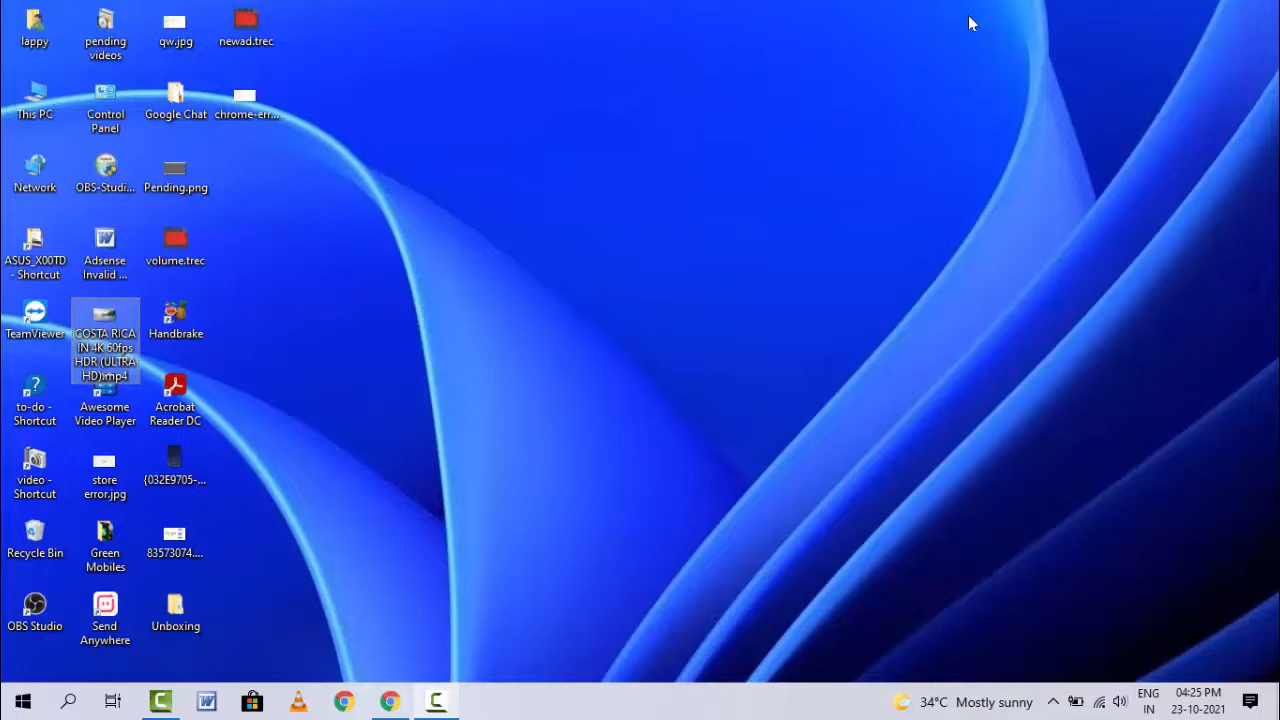 lappy
pending
videos
qw.jpg
newad.trec
This PC
Control
Panel
Google Chat
chrome-err...
Network
OBS-Studi...
Pending.png
ASUS_X00TD
- Shortcut
Adsense
Invalid ...
volume.trec
TeamViewer
COSTA RICA
IN 4K 60fps
HDR (ULTRA
HD).mp4
Handbrake
to-do -
Shortcut
Awesome
Video Player
Acrobat
Reader DC
video -
Shortcut
store
error.jpg
{032E9705-...
Recycle Bin
Green
Mobiles
83573074....
OBS Studio
Send
Anywhere
Unboxing
34°C Mostly sunny
ENG
IN
04:25 PM
23-10-2021